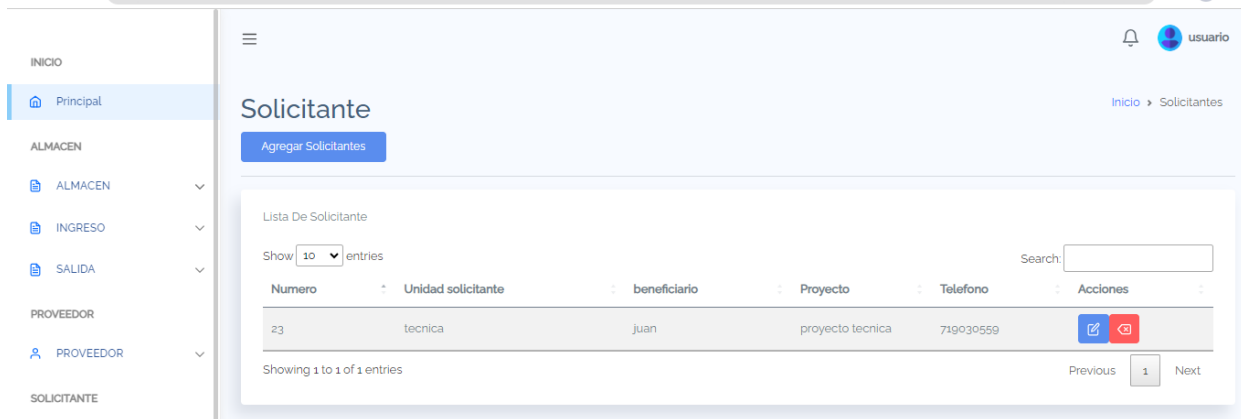 usuario
INICIO
Principal
Solicitante
Inicio › Solicitantes
Agregar Solicitantes
ALMACEN
ALMACEN
INGRESO
SALIDA
PROVEEDOR
PROVEEDOR
SOLICITANTE
Lista De Solicitante
Show 10 entries
Search:
Numero Unidad solicitante beneficiario Proyecto Telefono Acciones
23 tecnica juan proyecto tecnica 719030559
Showing 1 to 1 of 1 entries
Previous 1 Next